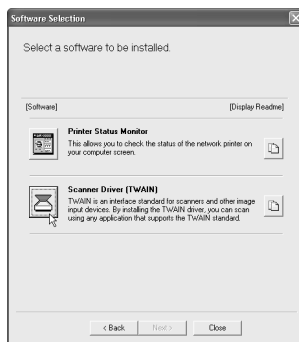 Software Selection
Select a software to be installed.
[Software] [Display Readme]
Printer Status Monitor
This allows you to check the status of the network printer on
your computer screen.
Scanner Driver (TWAIN)
TWAIN is an interface standard for scanners and other image
input devices. By installing the TWAIN driver, you can scan
using any application that supports the TWAIN standard.
< Back Next > Close